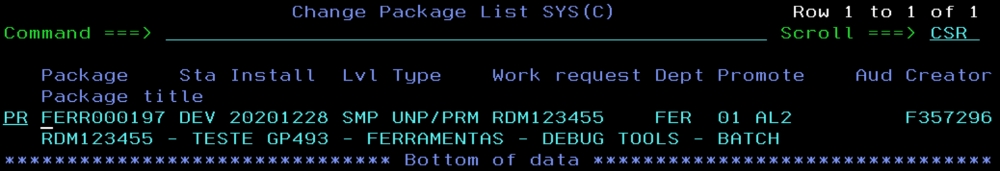 Change Package List SYS(C) Row 1 to 1 of 1
Command ===> Scroll ===> CSR
Package Sta Install Lvl Type Work request Dept Promote Aud Creator
Package title
PR FERR000197 DEV 20201228 SMP UNP/PRM RDM123455 FER 01 AL2 F357296
RDM123455 - TESTE GP493 - FERRAMENTAS - DEBUG TOOLS - BATCH
******************************* Bottom of data ********************************